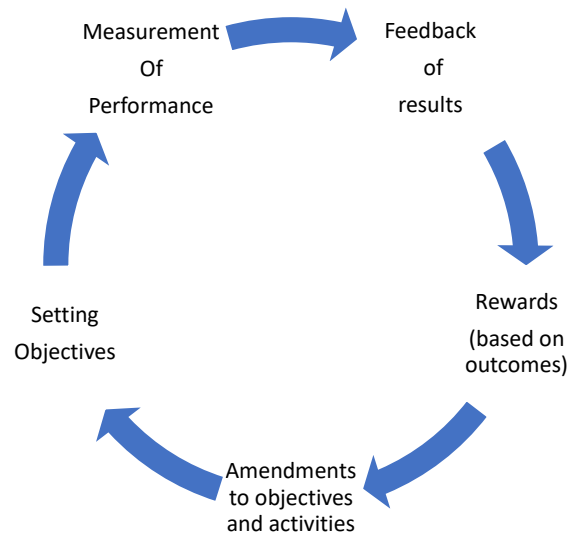 Measurement
Of
Performance
Feedback
of
results
Rewards
(based on
outcomes)
Amendments
to objectives
and activities
Setting
Objectives